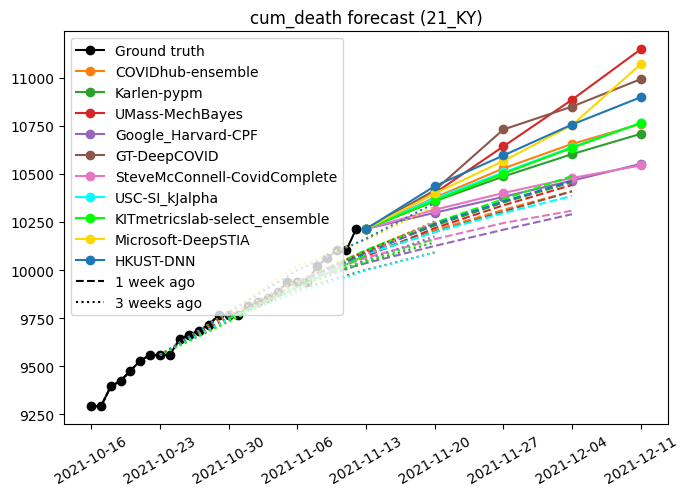 cum_death forecast (21_KY)
Ground truth
COVIDhub-ensemble
Karlen-pypm
UMass-MechBayes
Google_Harvard-CPF
GT-DeepCOVID
SteveMcConnell-CovidComplete
USC-SI_kJalpha
KITmetricslab-select_ensemble
Microsoft-DeepSTIA
HKUST-DNN
1 week ago
3 weeks ago
11000
10750
10500
10250
10000
9750
9500
9250
2021-10-16
2021-10-23
2021-10-30
2021-11-06
2021-11-13
2021-11-20
2021-11-27
2021-12-04
2021-12-11